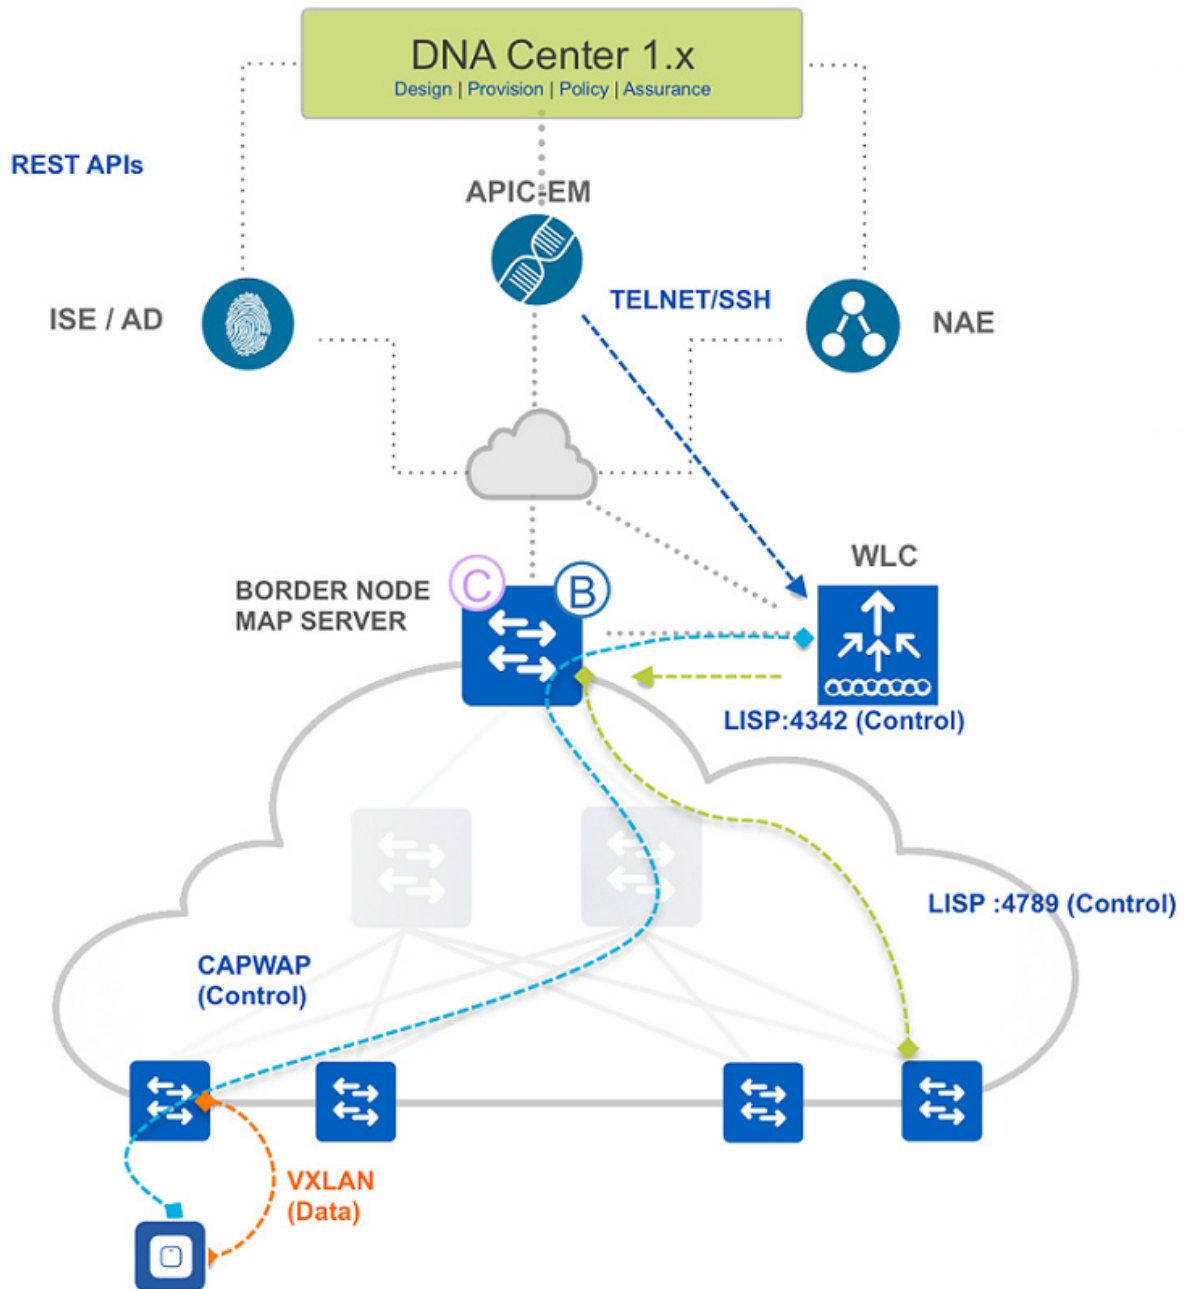 DNA Center 1.x
Design | Provision | Policy | Assurance
REST APIs
APIC-EM
TELNET/SSH
ISE / AD
NAE
WLC
C
B
BORDER NODE
MAP SERVER
LISP:4342 (Control)
LISP :4789 (Control)
CAPWAP
(Control)
VXLAN
(Data)